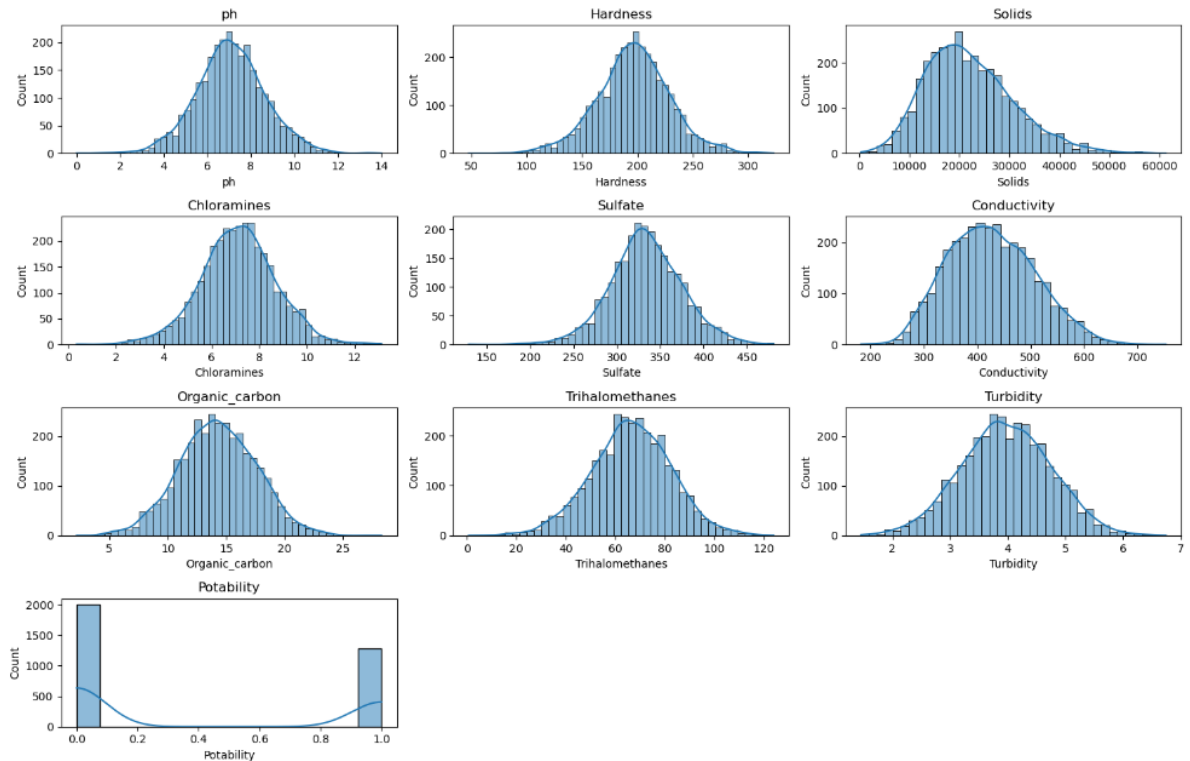 ph
Hardness
Solids
Count
200
150
100
50
0
0 2 4 6 8 10 12 14
ph
Count
200
100
0
50 100 150 200 250 300
Hardness
Count
200
100
0
0 10000 20000 30000 40000 50000 60000
Solids
Chloramines
Sulfate
Conductivity
Count
200
150
100
50
0
0 2 4 6 8 10 12
Chloramines
Count
200
150
100
50
0
150 200 250 300 350 400 450
Sulfate
Count
200
100
0
200 300 400 500 600 700
Conductivity
Organic_carbon
Trihalomethanes
Turbidity
Count
200
100
0
5 10 15 20 25
Organic_carbon
Count
200
100
0
0 20 40 60 80 100 120
Trihalomethanes
Count
200
100
0
2 3 4 5 6 7
Turbidity
Potability
Count
2000
1500
1000
500
0
0.0 0.2 0.4 0.6 0.8 1.0
Potability